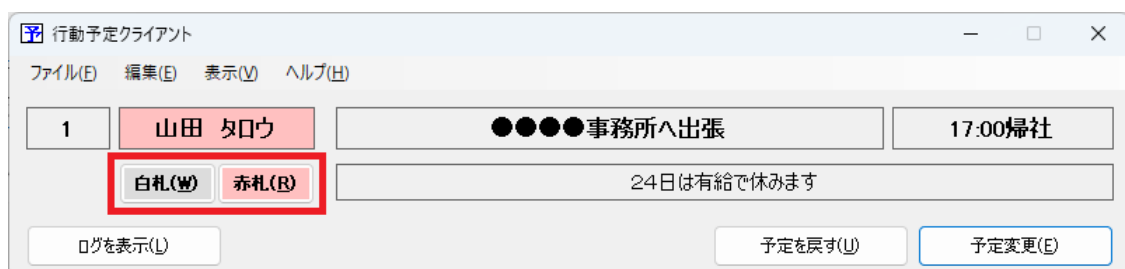 予 行動予定クライアント
ファイル(F) 編集(E) 表示(V) ヘルプ(H)
1 山田 タロウ ●●●●事務所へ出張 17:00帰社
白札(W) 赤札(R) 24日は有給で休みます
ログを表示(L) 予定を戻す(U) 予定変更(E)